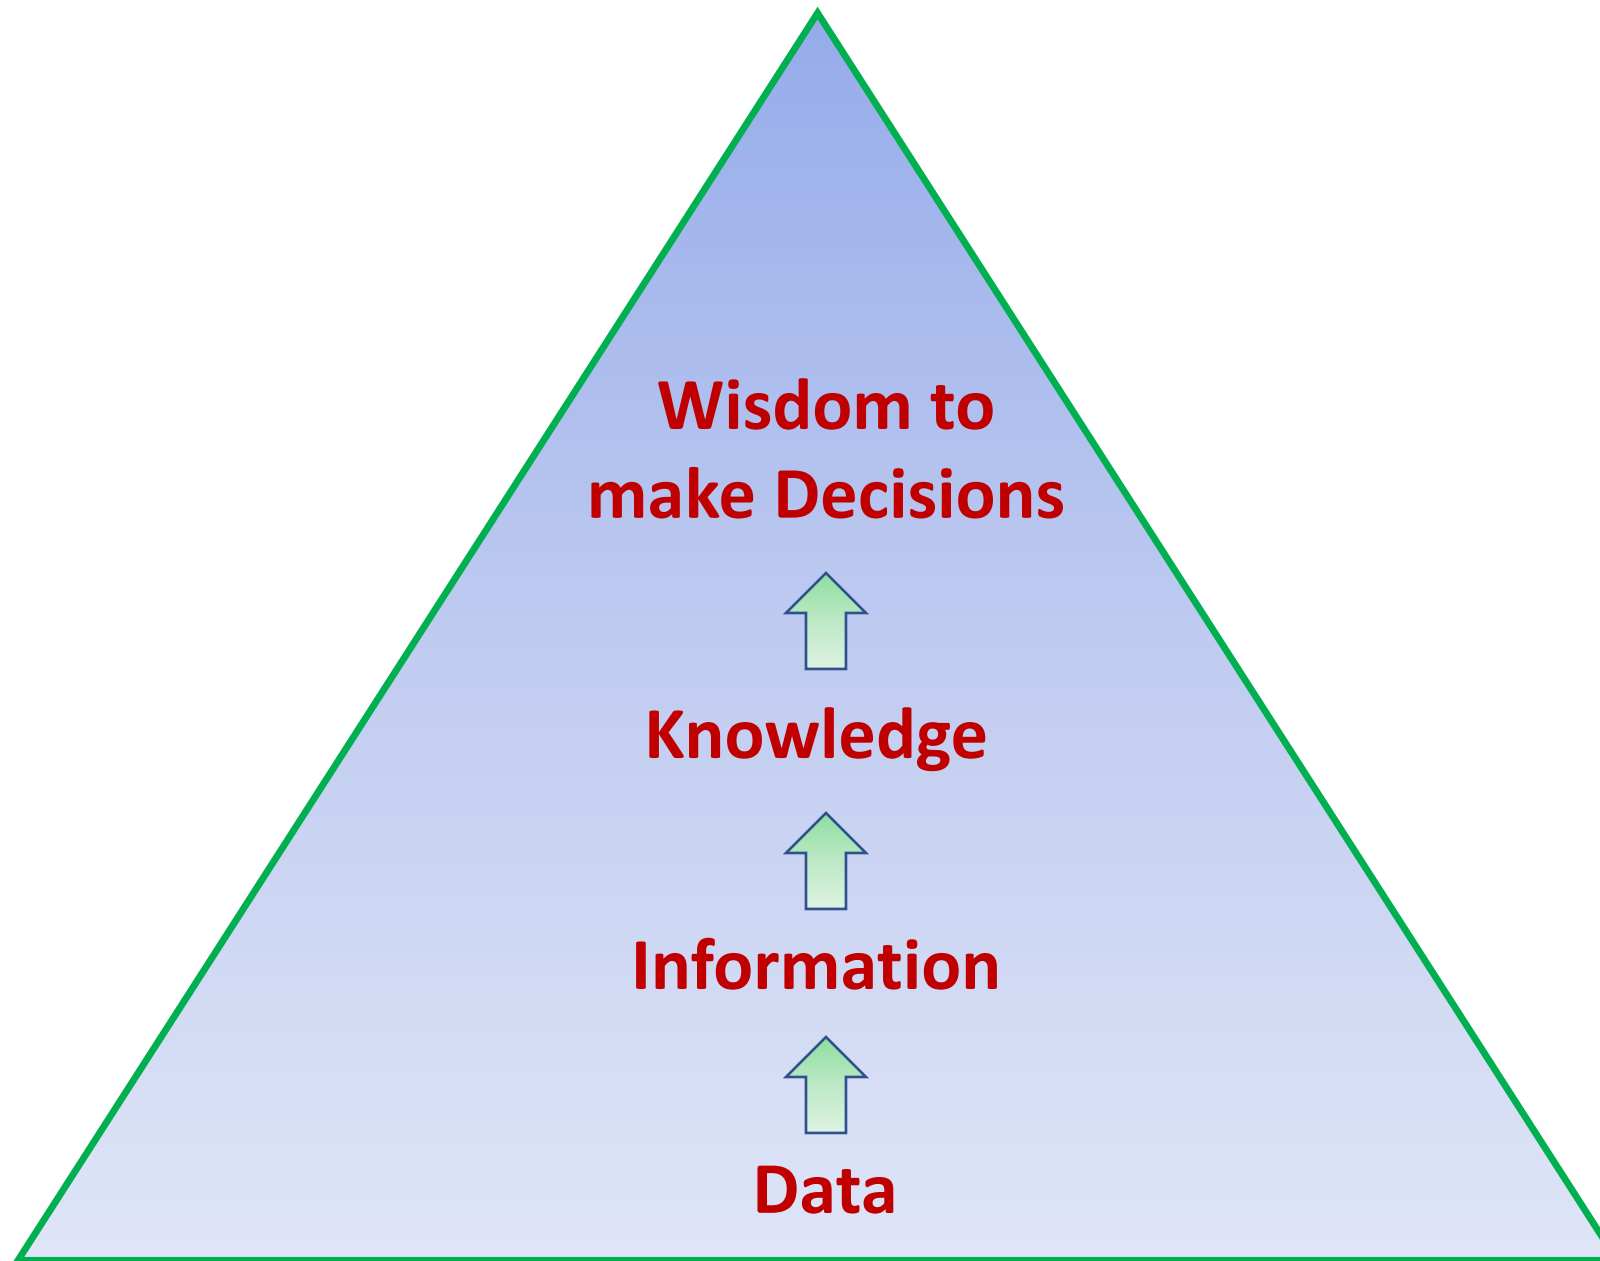 Wisdom to
make Decisions
Knowledge
Information
Data